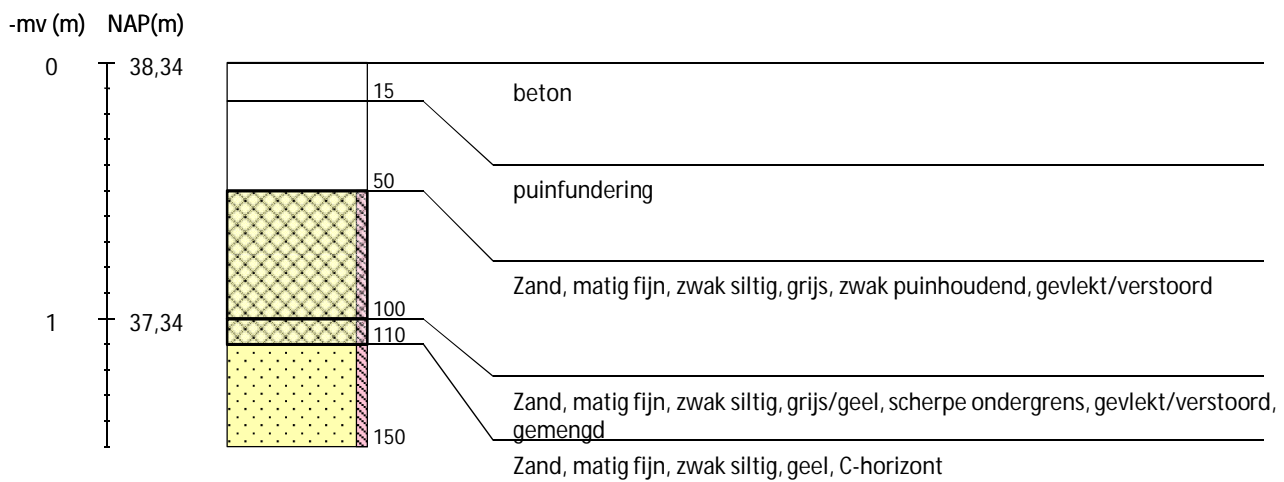 -mv (m) NAP(m)
0 38,34
15 beton
50 puinfundering
Zand, matig fijn, zwak siltig, grijs, zwak puinhoudend, gevlekt/verstoord
100
1 37,34
110
Zand, matig fijn, zwak siltig, grijs/geel, scherpe ondergrens, gevlekt/verstoord,
gemengd
150
Zand, matig fijn, zwak siltig, geel, C-horizont